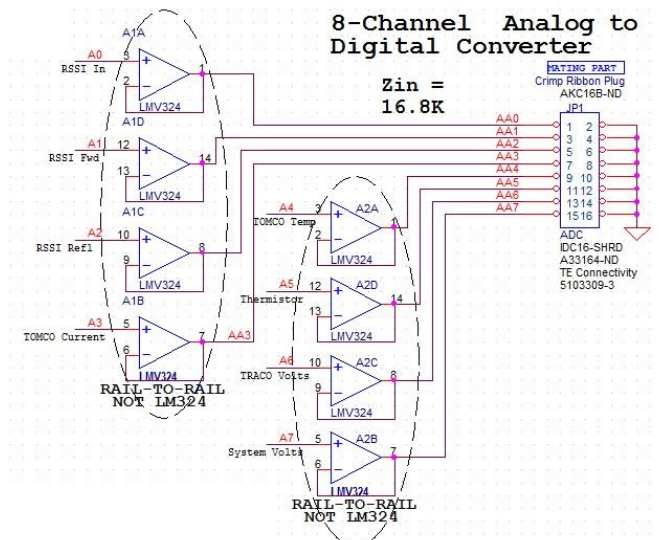 8-Channel Analog to
Digital Converter
Zin =
16.8K
MATING PART
Crimp Ribbon Plug
AKC16B-ND
JP1
A1A
A0
RSSI In
3
+
1
2
-
LMV324
A1D
A1
RSSI Fwd
12
+
14
13
-
LMV324
A1C
A2
RSSI Refl
10
+
8
9
-
LMV324
A1B
A3
TOMCO Current
5
+
7
AA3
6
-
LMV324
RAIL-TO-RAIL
NOT LM324
A4
TOMCO Temp
3
+
A2A
1
2
-
LMV324
A5
Thermistor
12
+
A2D
14
13
-
LMV324
A6
TRACO Volts
10
+
A2C
8
9
-
LMV324
A7
System Volts
5
+
A2B
7
6
-
LMV324
RAIL-TO-RAIL
NOT LM324
AA0
AA1
AA2
AA3
AA4
AA5
AA6
AA7
1 2
3 4
5 6
7 8
9 10
11 12
13 14
15 16
ADC
IDC16-SHRD
A33164-ND
TE Connectivity
5103309-3